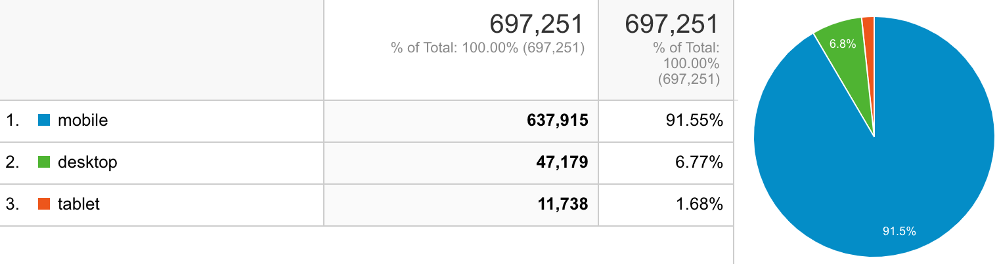 697,251
% of Total: 100.00% (697,251)
697,251
% of Total:
100.00%
(697,251)
1. mobile 637,915 91.55%
2. desktop 47,179 6.77%
3. tablet 11,738 1.68%
6.8%
91.5%